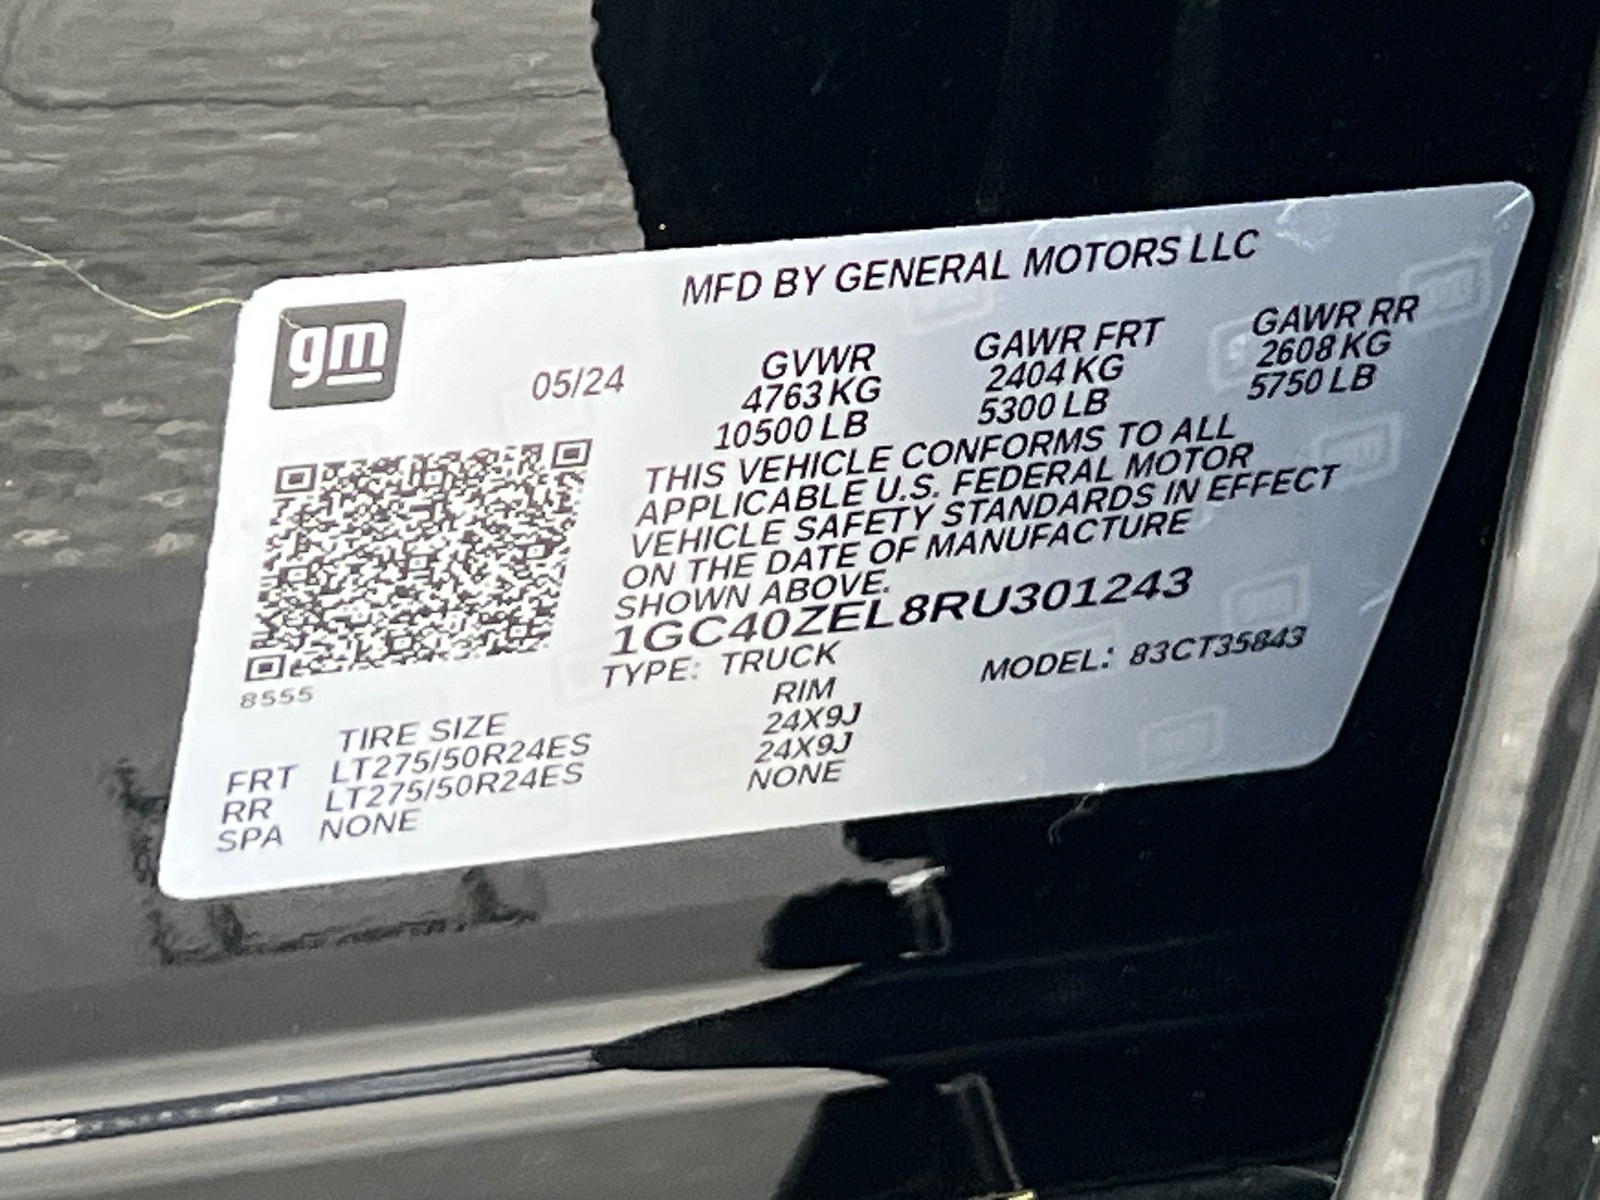 gm
MFD BY GENERAL MOTORS LLC
05/24
GVWR
4763 KG
10500 LB
GAWR FRT
2404 KG
5300 LB
GAWR RR
2608 KG
5750 LB
THIS VEHICLE CONFORMS TO ALL
APPLICABLE U.S. FEDERAL MOTOR
VEHICLE SAFETY STANDARDS IN EFFECT
ON THE DATE OF MANUFACTURE
SHOWN ABOVE.
1GC40ZEL8RU301243
TYPE: TRUCK MODEL: 83CT35843
8555
TIRE SIZE RIM
FRT LT275/50R24ES 24X9J
RR LT275/50R24ES 24X9J
SPA NONE NONE